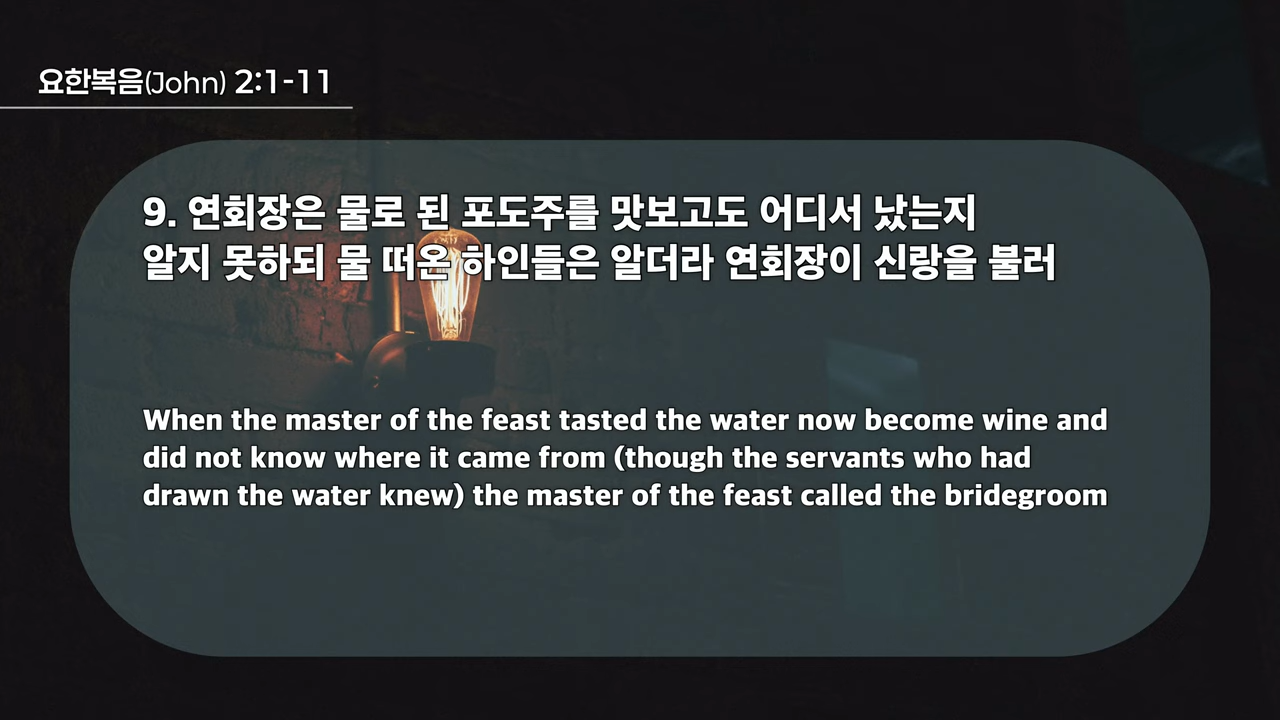 요한복음(John) 2:1-11
9. 연회장은 물로 된 포도주를 맛보고도 어디서 났는지
알지 못하되 물 떠온 하인들은 알더라 연회장이 신랑을 불러
When the master of the feast tasted the water now become wine and
did not know where it came from (though the servants who had
drawn the water knew) the master of the feast called the bridegroom